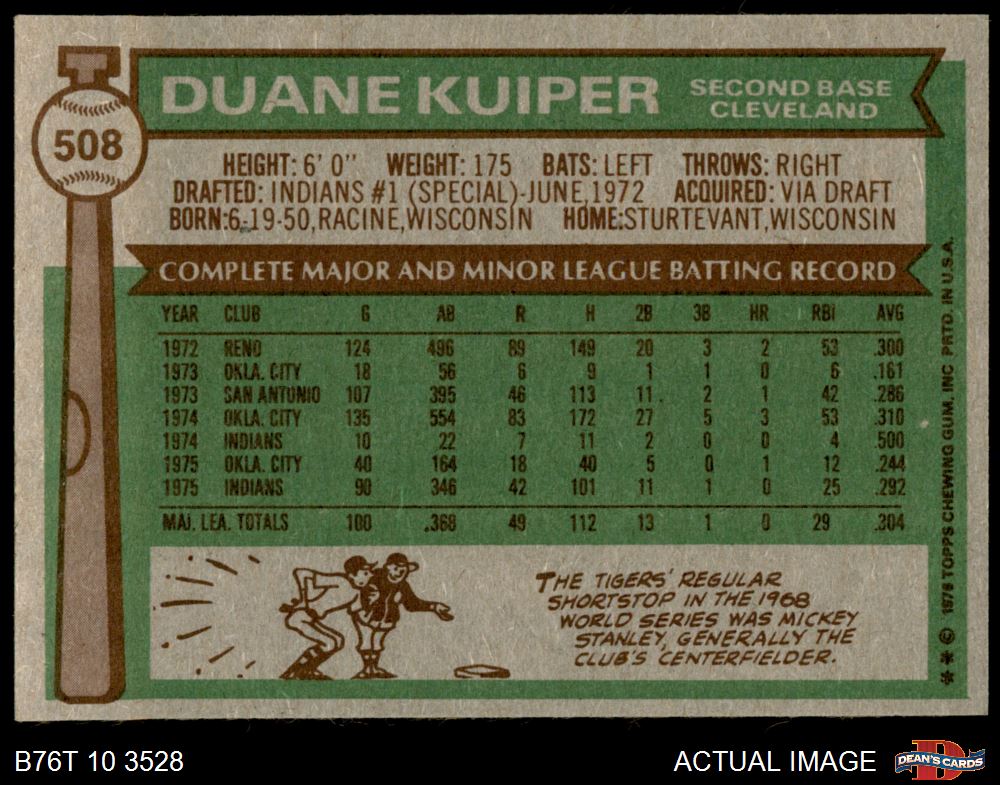 508
DUANE KUIPER SECOND BASE
CLEVELAND
HEIGHT: 6' 0" WEIGHT: 175 BATS: LEFT THROWS: RIGHT
DRAFTED: INDIANS #1 (SPECIAL)-JUNE,1972 ACQUIRED: VIA DRAFT
BORN:6-19-50,RACINE,WISCONSIN HOME:STURTEVANT,WISCONSIN
COMPLETE MAJOR AND MINOR LEAGUE BATTING RECORD
YEAR CLUB G AB R H 2B 3B HR RBI AVG
1972 RENO 124 496 89 149 20 3 2 53 .300
1973 OKLA. CITY 18 56 6 9 1 1 0 6 .161
1973 SAN ANTONIO 107 395 46 113 11 2 1 42 .286
1974 OKLA. CITY 135 554 83 172 27 5 3 53 .310
1974 INDIANS 10 22 7 11 2 0 0 4 .500
1975 OKLA. CITY 40 164 18 40 5 0 1 12 .244
1975 INDIANS 90 346 42 101 11 1 0 25 .292
MAJ. LEA. TOTALS 100 .368 49 112 13 1 0 29 .304
THE TIGERS' REGULAR
SHORTSTOP IN THE 1968
WORLD SERIES WAS MICKEY
STANLEY, GENERALLY THE
CLUB'S CENTERFIELDER.
** © 1976 TOPPS CHEWING GUM, INC PRTD. IN U.S.A.
B76T 10 3528 ACTUAL IMAGE D DEAN'S CARDS